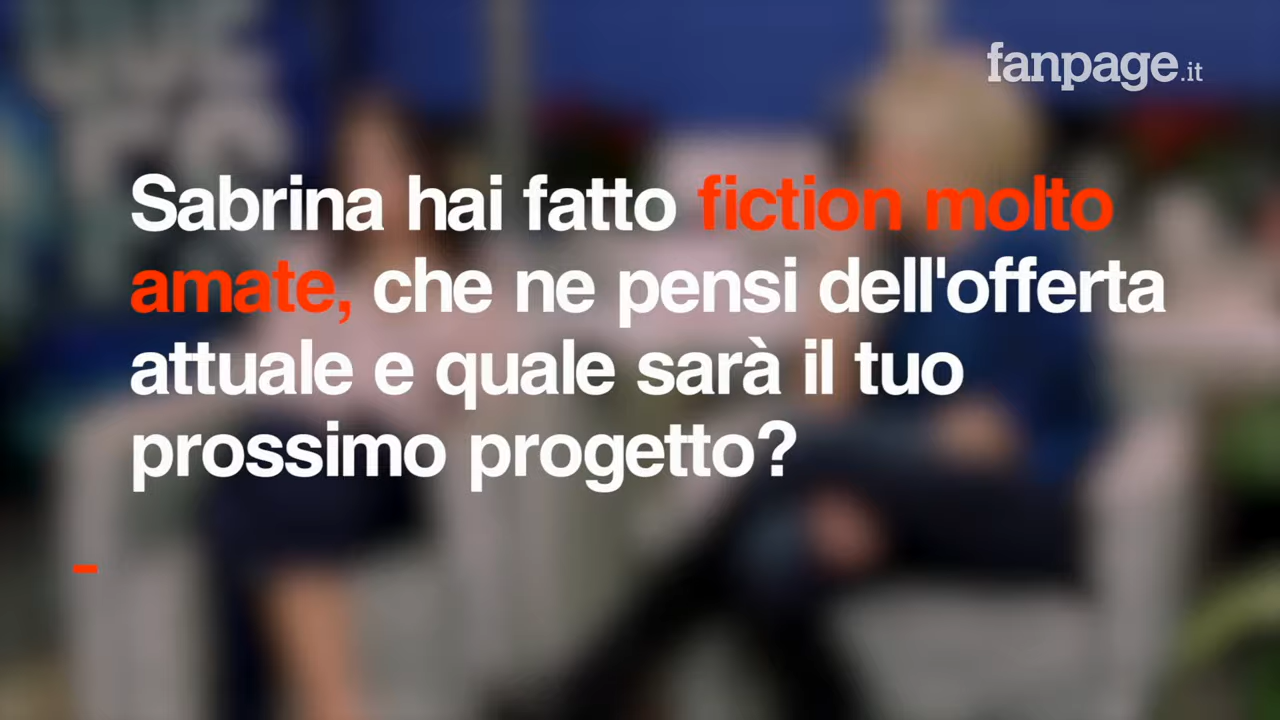 fanpage.it
Sabrina hai fatto fiction molto
amate, che ne pensi dell'offerta
attuale e quale sarà il tuo
prossimo progetto?